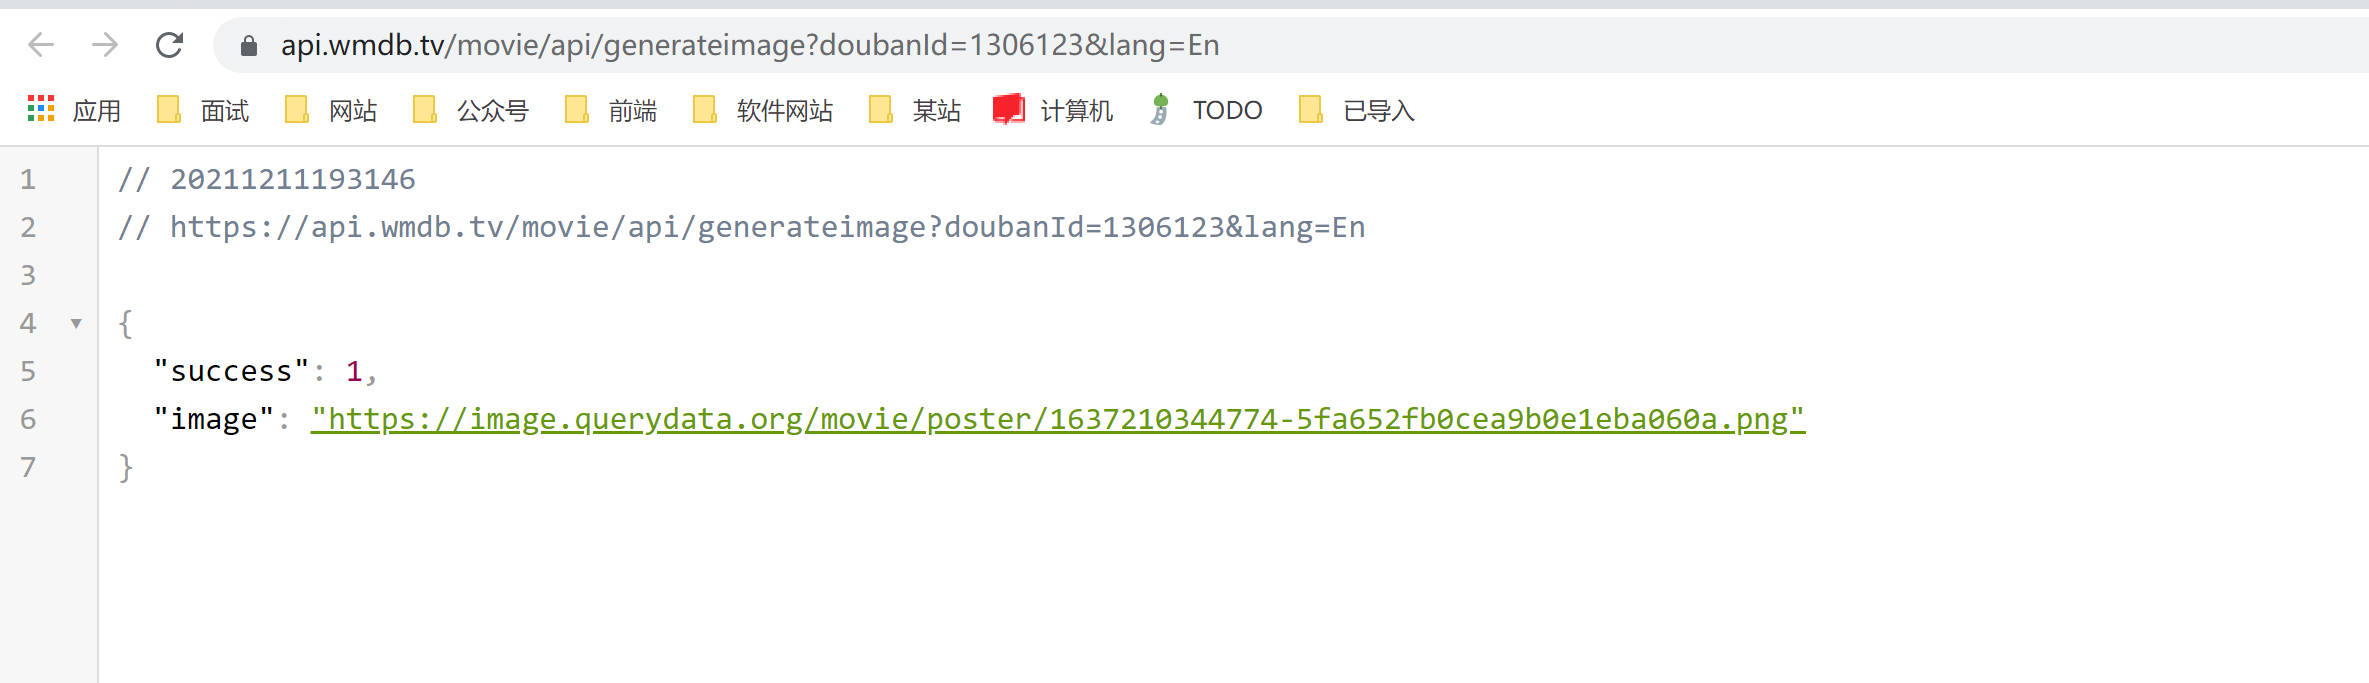 api.wmdb.tv/movie/api/generateimage?doubanId=1306123&lang=En
应用 面试 网站 公众号 前端 软件网站 某站 计算机 TODO 已导入
1 // 20211211193146
2 // https://api.wmdb.tv/movie/api/generateimage?doubanId=1306123&lang=En
3
4 {
5 "success": 1,
6 "image": "https://image.querydata.org/movie/poster/1637210344774-5fa652fb0cea9b0e1eba060a.png"
7 }